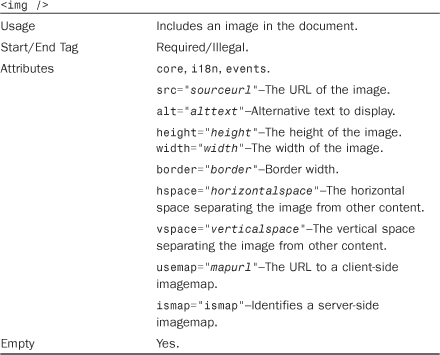 <img />
Usage Includes an image in the document.
Start/End Tag Required/Illegal.
Attributes core, i18n, events.
src="sourceurl"–The URL of the image.
alt="alttext"–Alternative text to display.
height="height"–The height of the image.
width="width"–The width of the image.
border="border"–Border width.
hspace="horizontalspace"–The horizontal
space separating the image from other content.
vspace="verticalspace"–The vertical space
separating the image from other content.
usemap="mapurl"–The URL to a client-side
imagemap.
ismap="ismap"–Identifies a server-side
imagemap.
Empty Yes.